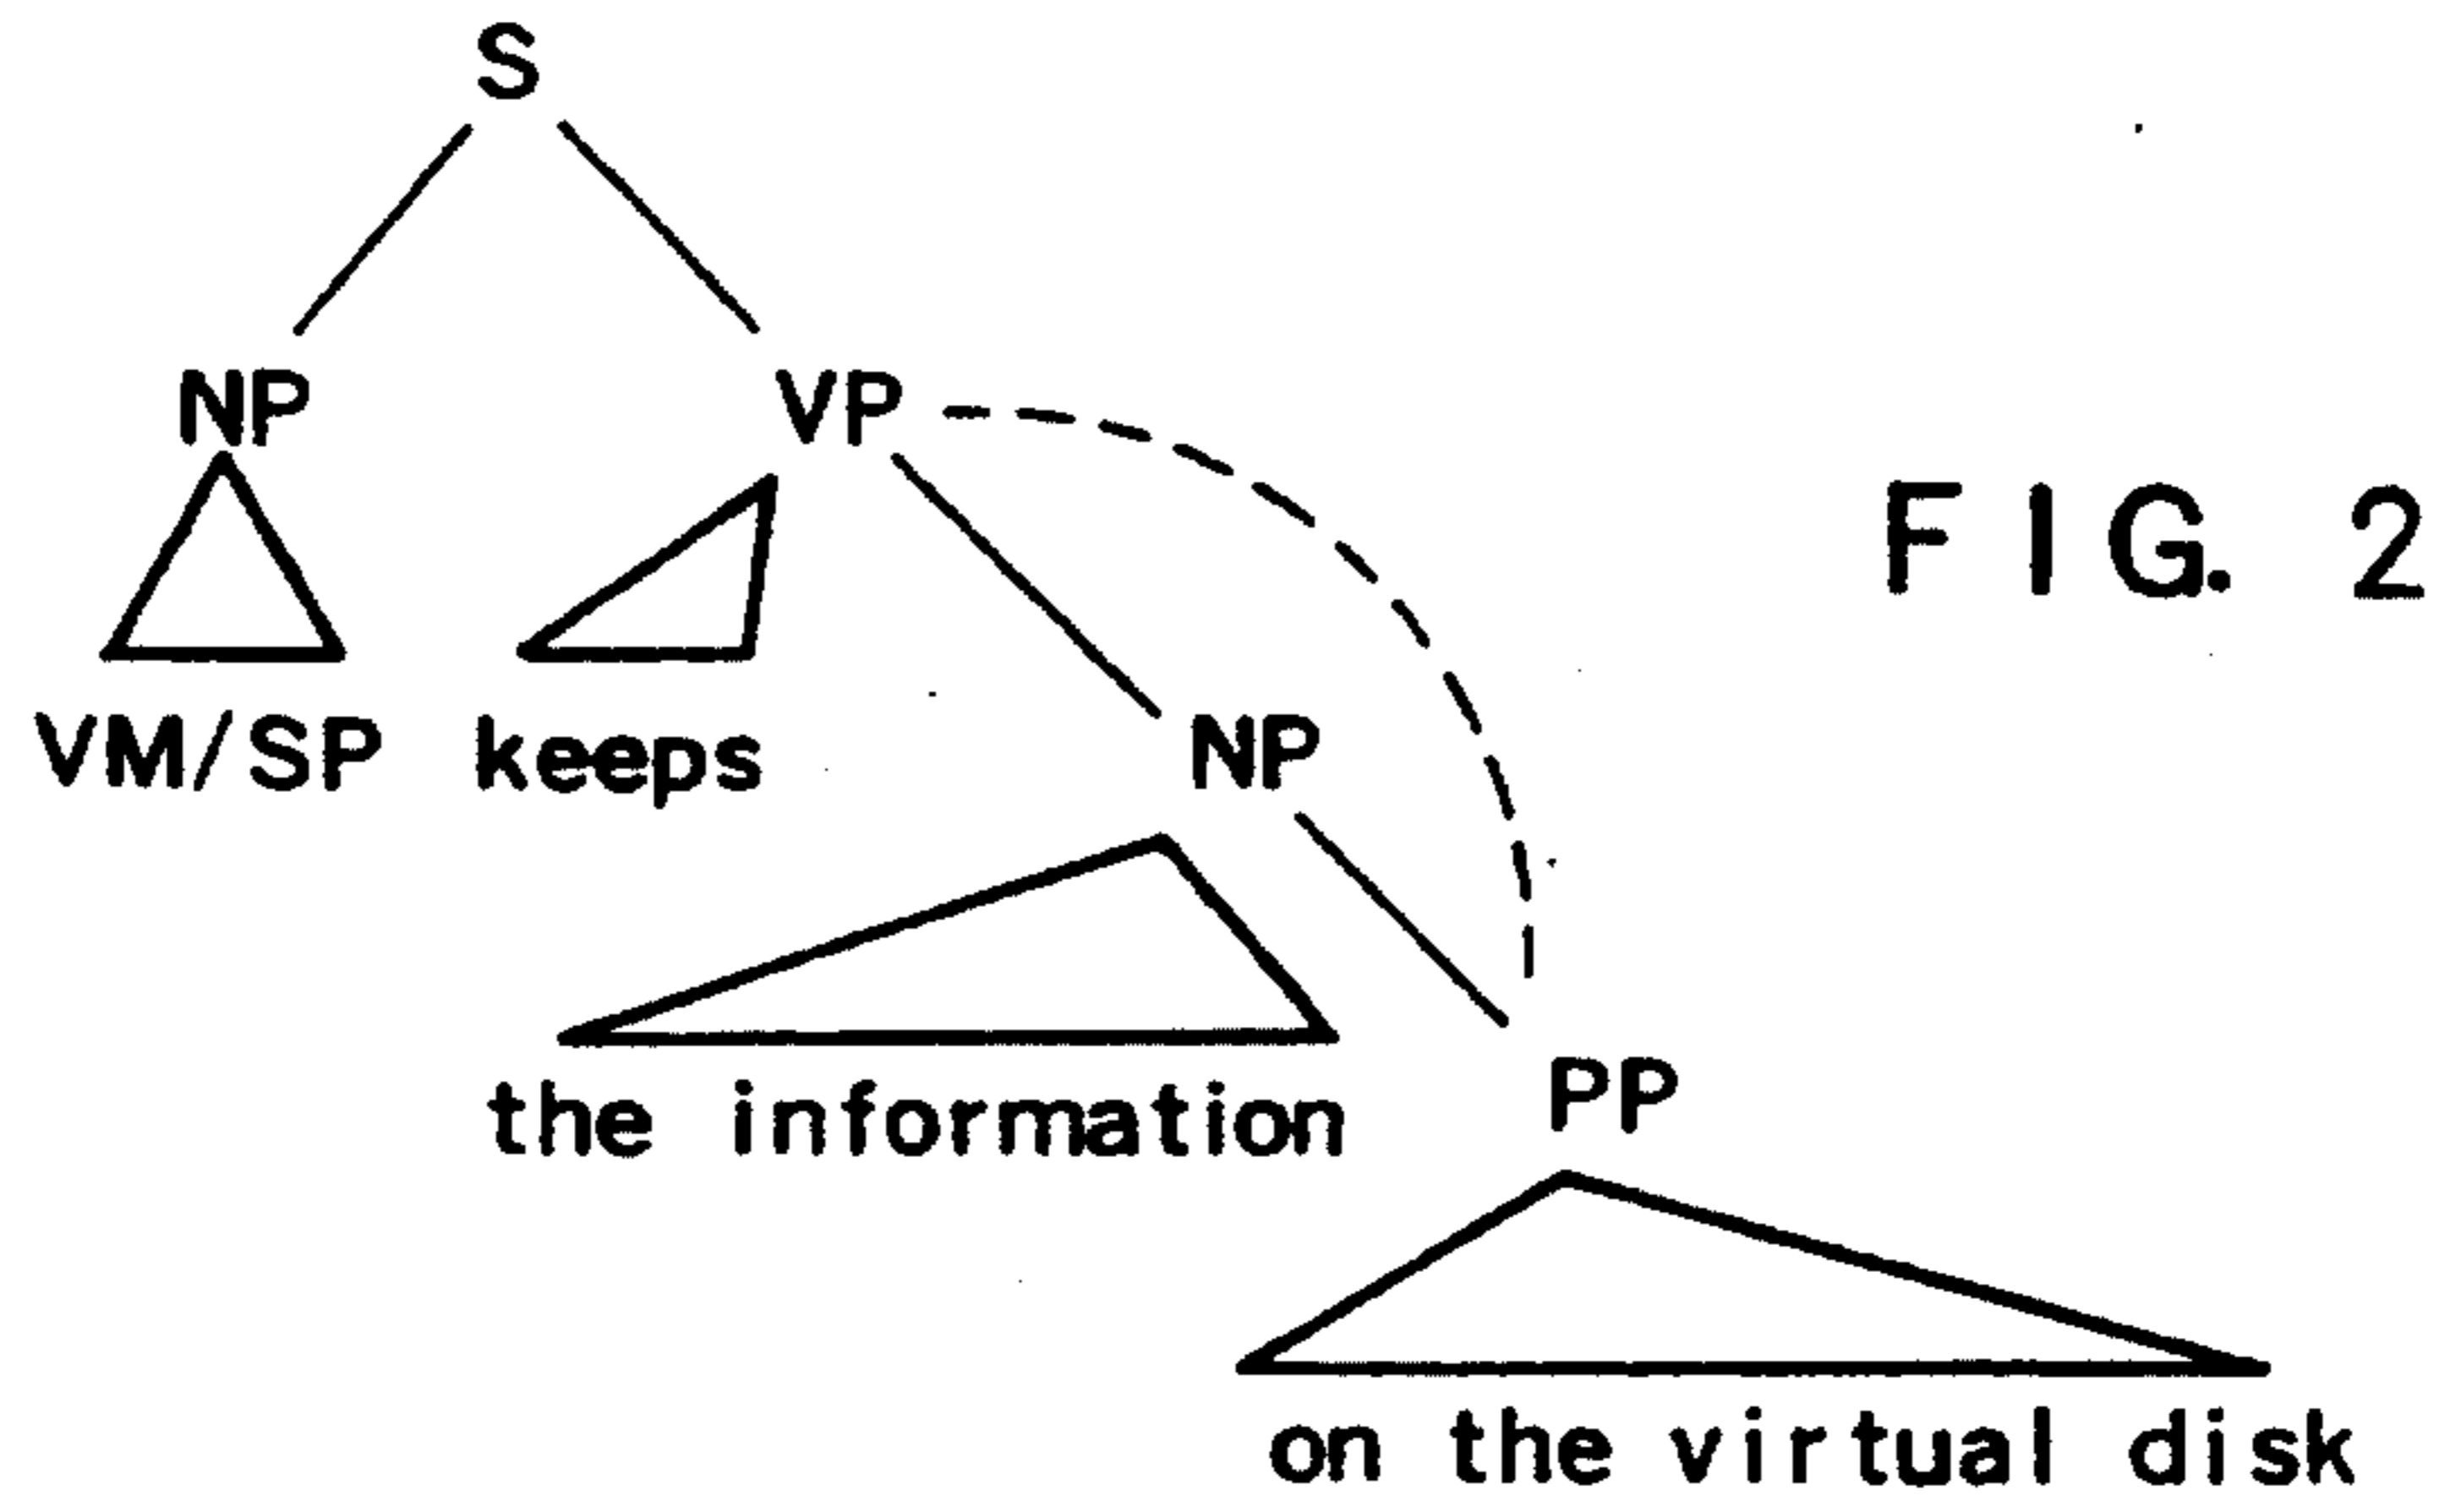 S
NP VP
FIG. 2
VM/SP keeps NP
the information PP
on the virtual disk